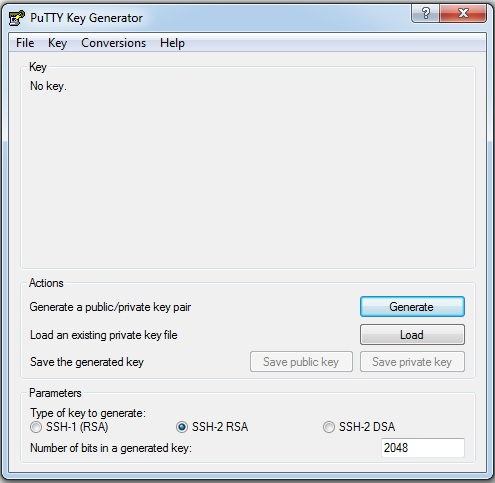 PuTTY Key Generator
?
File Key Conversions Help
Key
No key.
Actions
Generate a public/private key pair
Generate
Load an existing private key file
Load
Save the generated key
Save public key
Save private key
Parameters
Type of key to generate:
SSH-1 (RSA)
SSH-2 RSA
SSH-2 DSA
Number of bits in a generated key:
2048